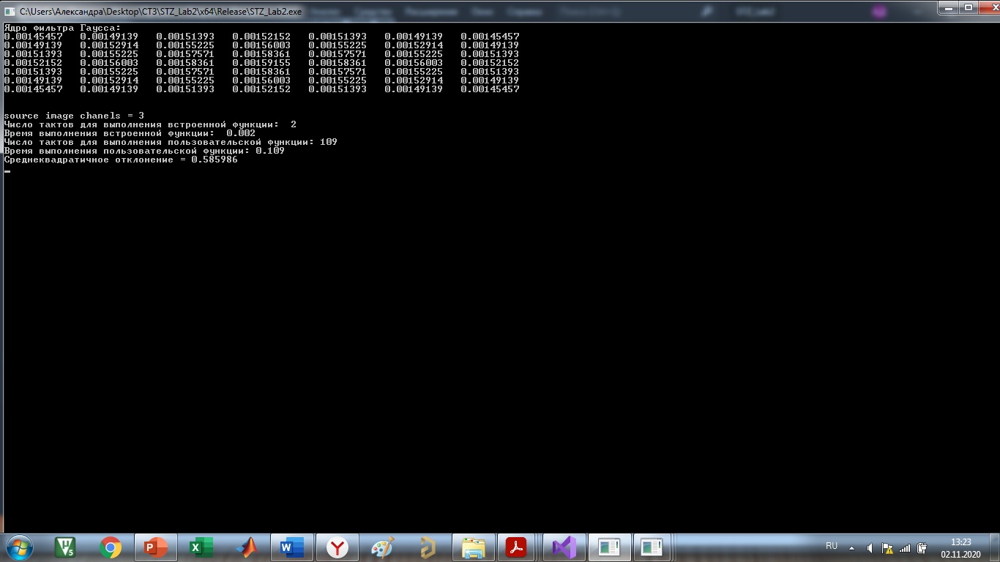 C:\Users\Александра\Desktop\СТЗ\STZ_Lab2\x64\Release\STZ_Lab2.exe
Ядро фильтра Гаусса:
0.00145457 0.00149139 0.00151393 0.00152152 0.00151393 0.00149139 0.00145457
0.00149139 0.00152914 0.00155225 0.00156003 0.00155225 0.00152914 0.00149139
0.00151393 0.00155225 0.00157571 0.00158361 0.00157571 0.00155225 0.00151393
0.00152152 0.00156003 0.00158361 0.00159155 0.00158361 0.00156003 0.00152152
0.00151393 0.00155225 0.00157571 0.00158361 0.00157571 0.00155225 0.00151393
0.00149139 0.00152914 0.00155225 0.00156003 0.00155225 0.00152914 0.00149139
0.00145457 0.00149139 0.00151393 0.00152152 0.00151393 0.00149139 0.00145457
source image chanels = 3
Число тактов для выполнения встроенной функции: 2
Время выполнения встроенной функции: 0.002
Число тактов для выполнения пользовательской функции: 109
Время выполнения пользовательской функции: 0.109
Среднеквадратичное отклонение = 0.585986
RU
13:23
02.11.2020